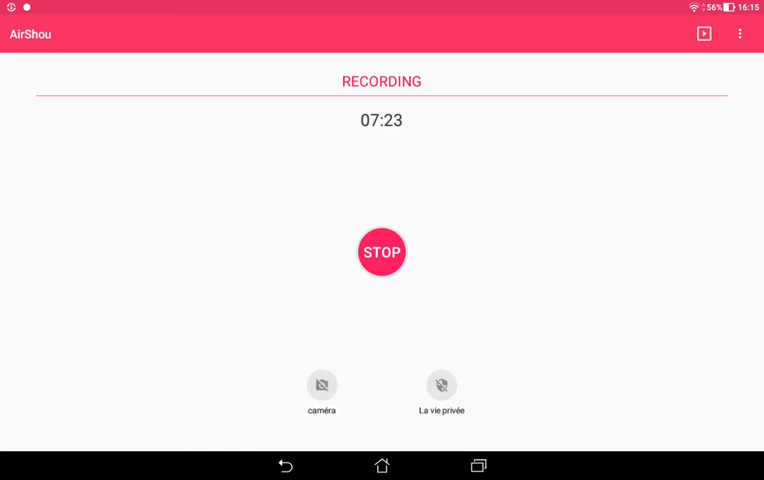 56% 16:15
AirShou
RECORDING
07:23
STOP
caméra
La vie privée